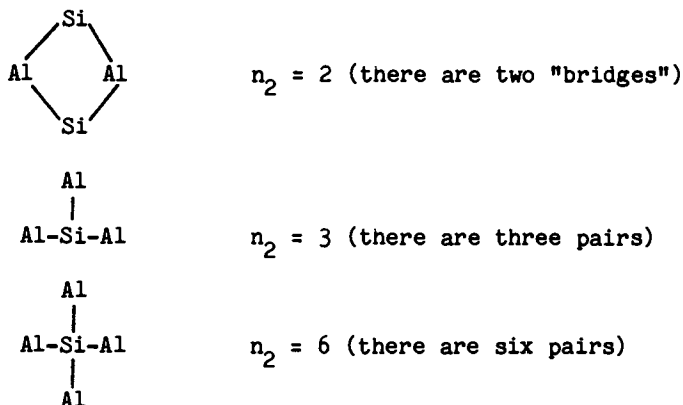 Si
Al Al n₂ = 2 (there are two "bridges")
Si
Al
Al-Si-Al n₂ = 3 (there are three pairs)
Al
Al-Si-Al n₂ = 6 (there are six pairs)
Al